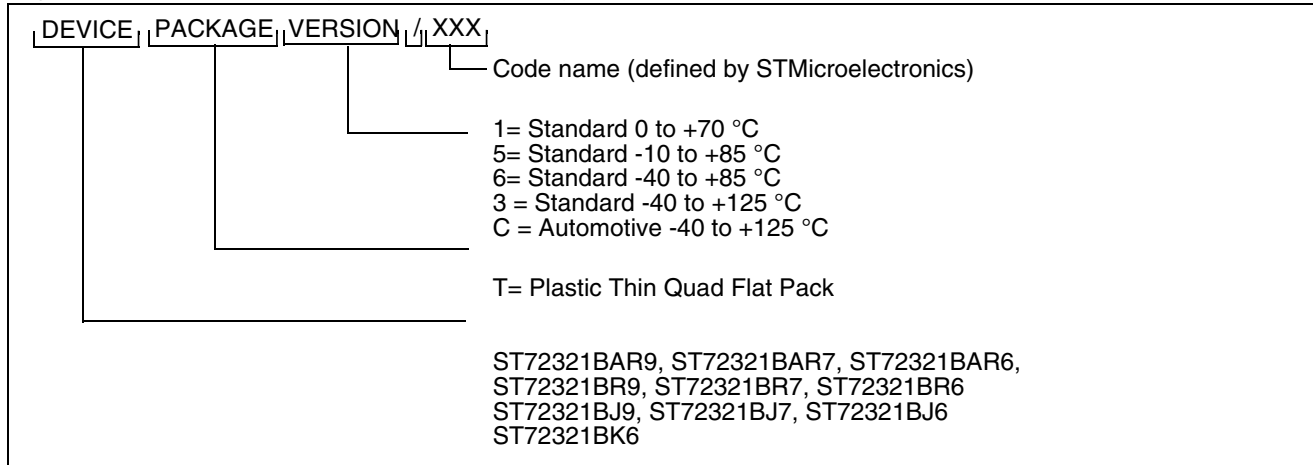 DEVICE PACKAGE VERSION / XXX
Code name (defined by STMicroelectronics)
1= Standard 0 to +70 °C
5= Standard -10 to +85 °C
6= Standard -40 to +85 °C
3 = Standard -40 to +125 °C
C = Automotive -40 to +125 °C
T= Plastic Thin Quad Flat Pack
ST72321BAR9, ST72321BAR7, ST72321BAR6,
ST72321BR9, ST72321BR7, ST72321BR6
ST72321BJ9, ST72321BJ7, ST72321BJ6
ST72321BK6